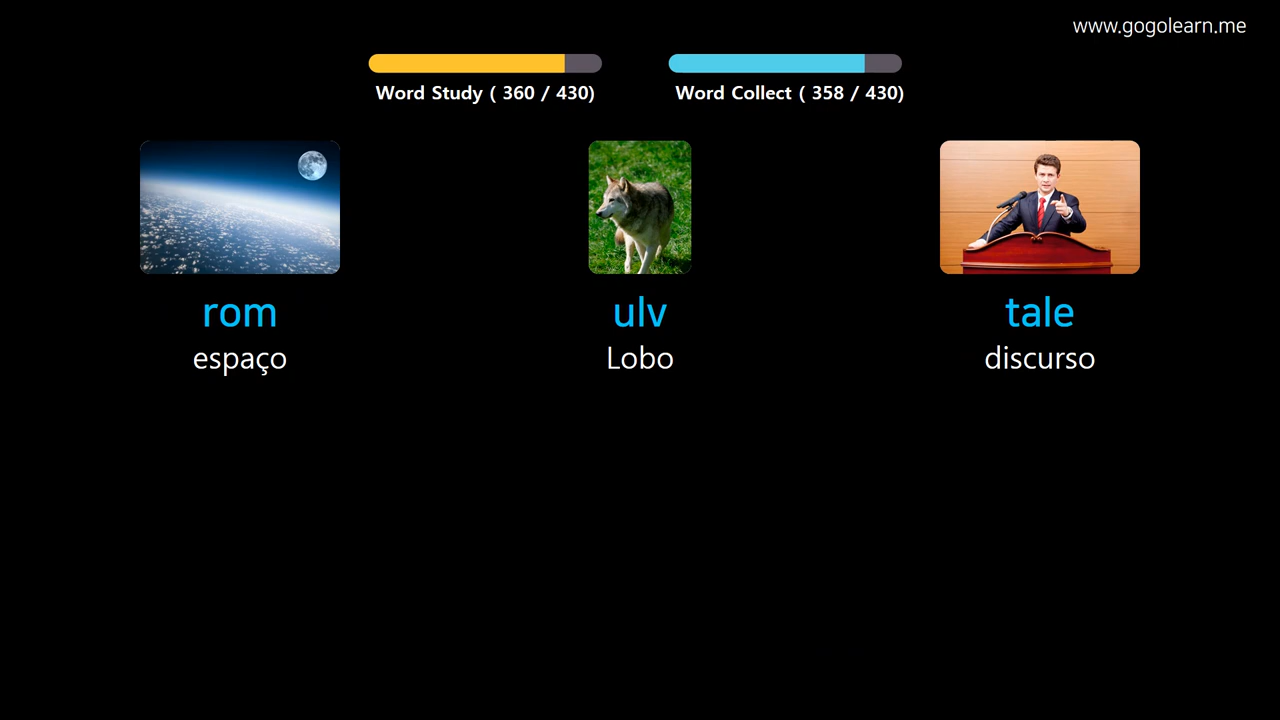 www.gogolearn.me
Word Study ( 360 / 430)
Word Collect ( 358 / 430)
rom
espaço
ulv
Lobo
tale
discurso